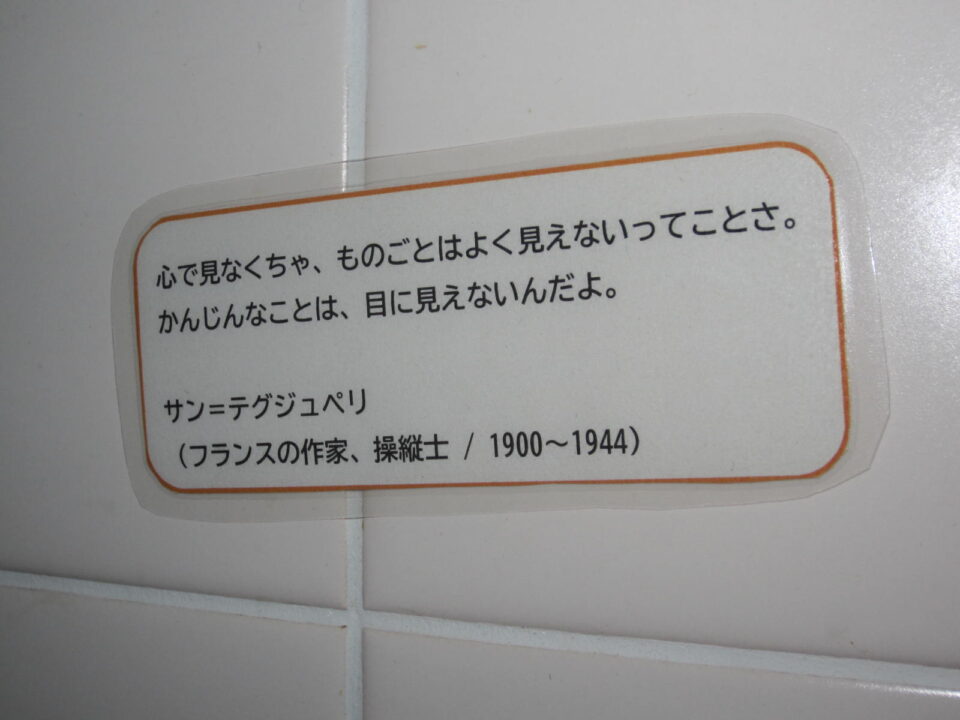 心で見なくちゃ、ものごとはよく見えないってことさ。
かんじんなことは、目に見えないんだよ。
サン=テグジュペリ
（フランスの作家、操縦士 / 1900～1944）